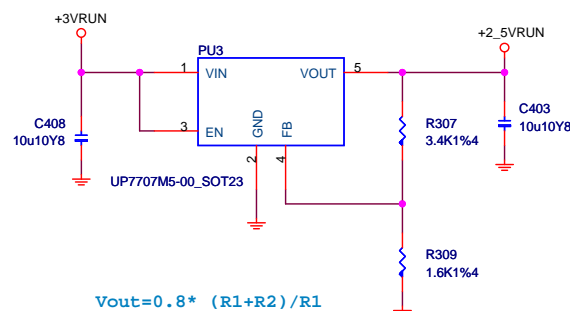 +3VRUN
+2_5VRUN
PU3
1
VIN
VOUT
5
C408
10u10Y8
3
EN
GND
FB
2
4
R307
3.4K1%4
C403
10u10Y8
UP7707M5-00_SOT23
R309
1.6K1%4
Vout=0.8* (R1+R2)/R1